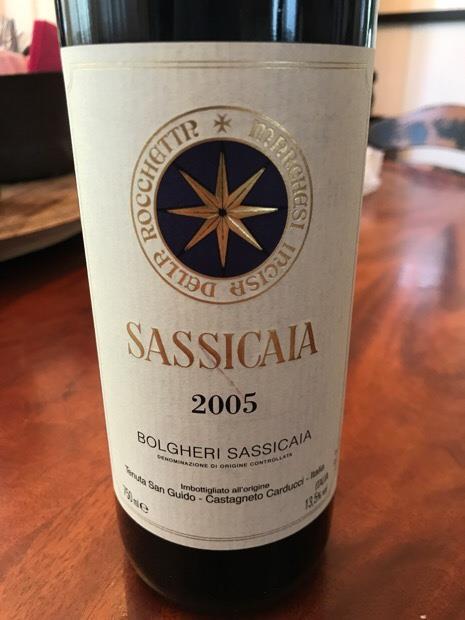 ✠ MARCHESI INCISA DELLA ROCCHETTA
SASSICAIA
2005
BOLGHERI SASSICAIA
DENOMINAZIONE DI ORIGINE CONTROLLATA
Imbottigliato all'origine
Tenuta San Guido - Castagneto Carducci - Italia
750 ml e
ITALIA
13,5% vol